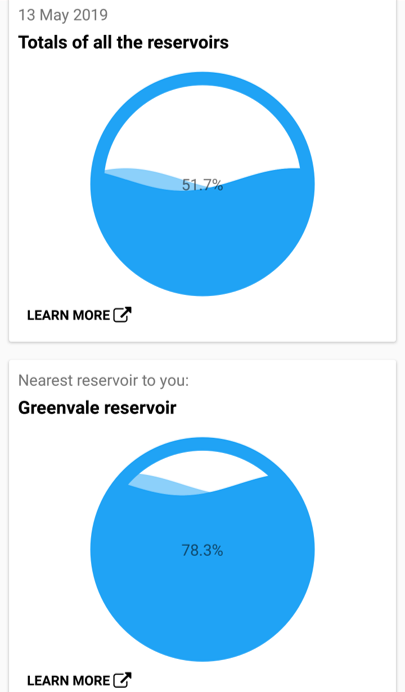 13 May 2019
Totals of all the reservoirs
51.7%
LEARN MORE
Nearest reservoir to you:
Greenvale reservoir
78.3%
LEARN MORE